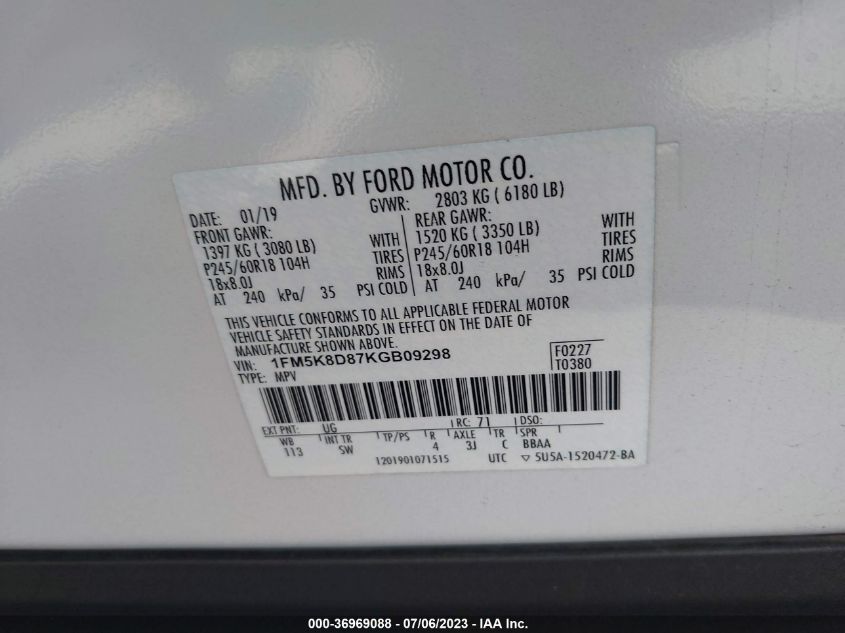 MFD. BY FORD MOTOR CO.
DATE: 01/19 GVWR: 2803 KG ( 6180 LB)
FRONT GAWR: REAR GAWR:
1397 KG ( 3080 LB) WITH 1520 KG ( 3350 LB) WITH
P245/60R18 104H TIRES P245/60R18 104H TIRES
18x8.0J RIMS 18x8.0J RIMS
AT 240 kPa/ 35 PSI COLD AT 240 kPa/ 35 PSI COLD
THIS VEHICLE CONFORMS TO ALL APPLICABLE FEDERAL MOTOR
VEHICLE SAFETY STANDARDS IN EFFECT ON THE DATE OF
MANUFACTURE SHOWN ABOVE.
VIN: 1FM5K8D87KGB09298 F0227
TYPE: MPV T0380
EXT PNT: UG RC: 71 DSO:
WB INT TR TP/PS R AXLE TR SPR
113 SW 4 3J C BBAA
1201901071515 UTC ▽ 5U5A-1520472-BA
000-36969088 - 07/06/2023 - IAA Inc.